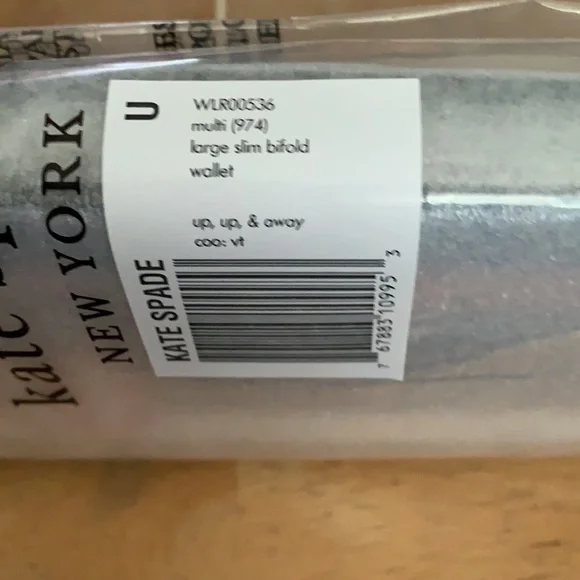 U
WLR00536
multi (974)
large slim bifold
wallet
up, up, & away
coo: vt
KATE SPADE
7 67883 10995 3
kate
NEW YORK